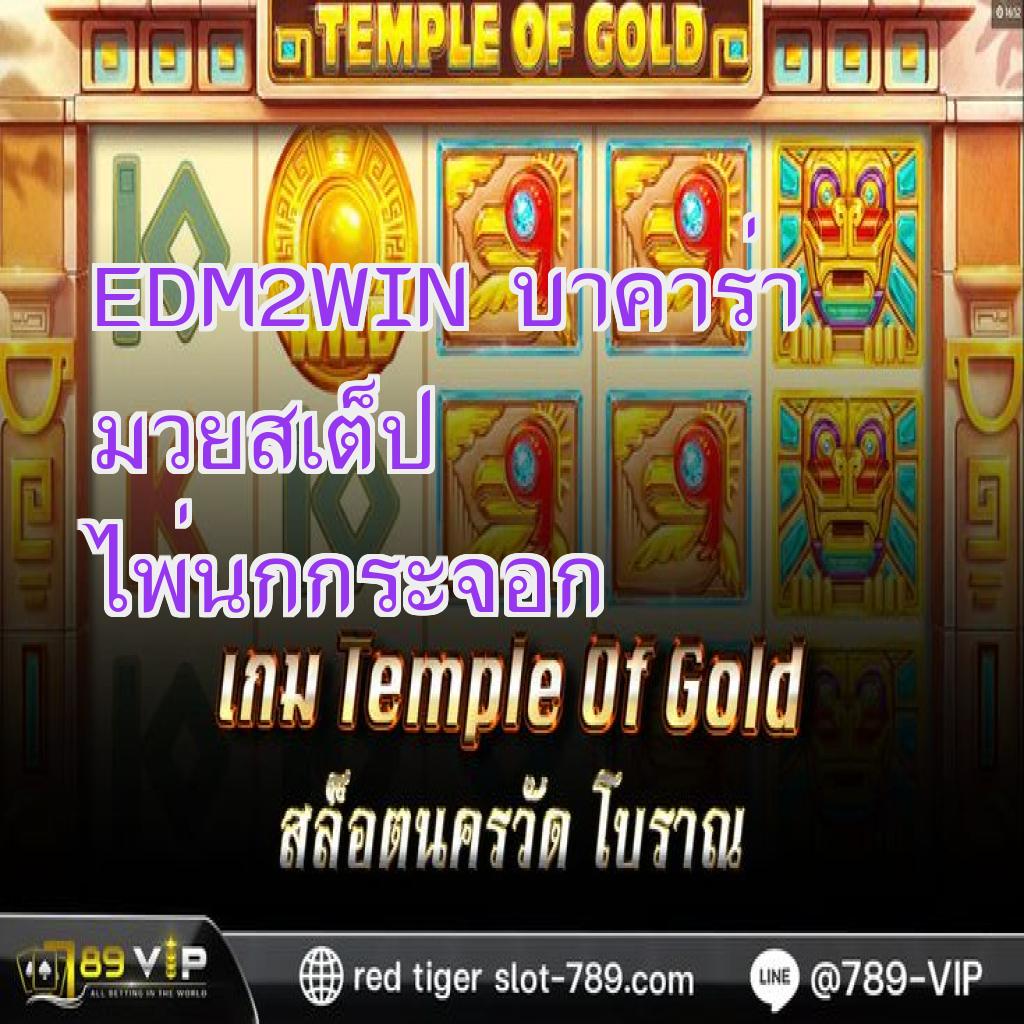 TEMPLE OF GOLD
WILD
EDM2WIN บาคาร่า
มวยสเต็ป
ไพ่นกกระจอก
เกม Temple Of Gold
สล็อตนครวัด โบราณ
789 VIP
ALL BETTING IN THE WORLD
red tiger slot-789.com
LINE @789-VIP